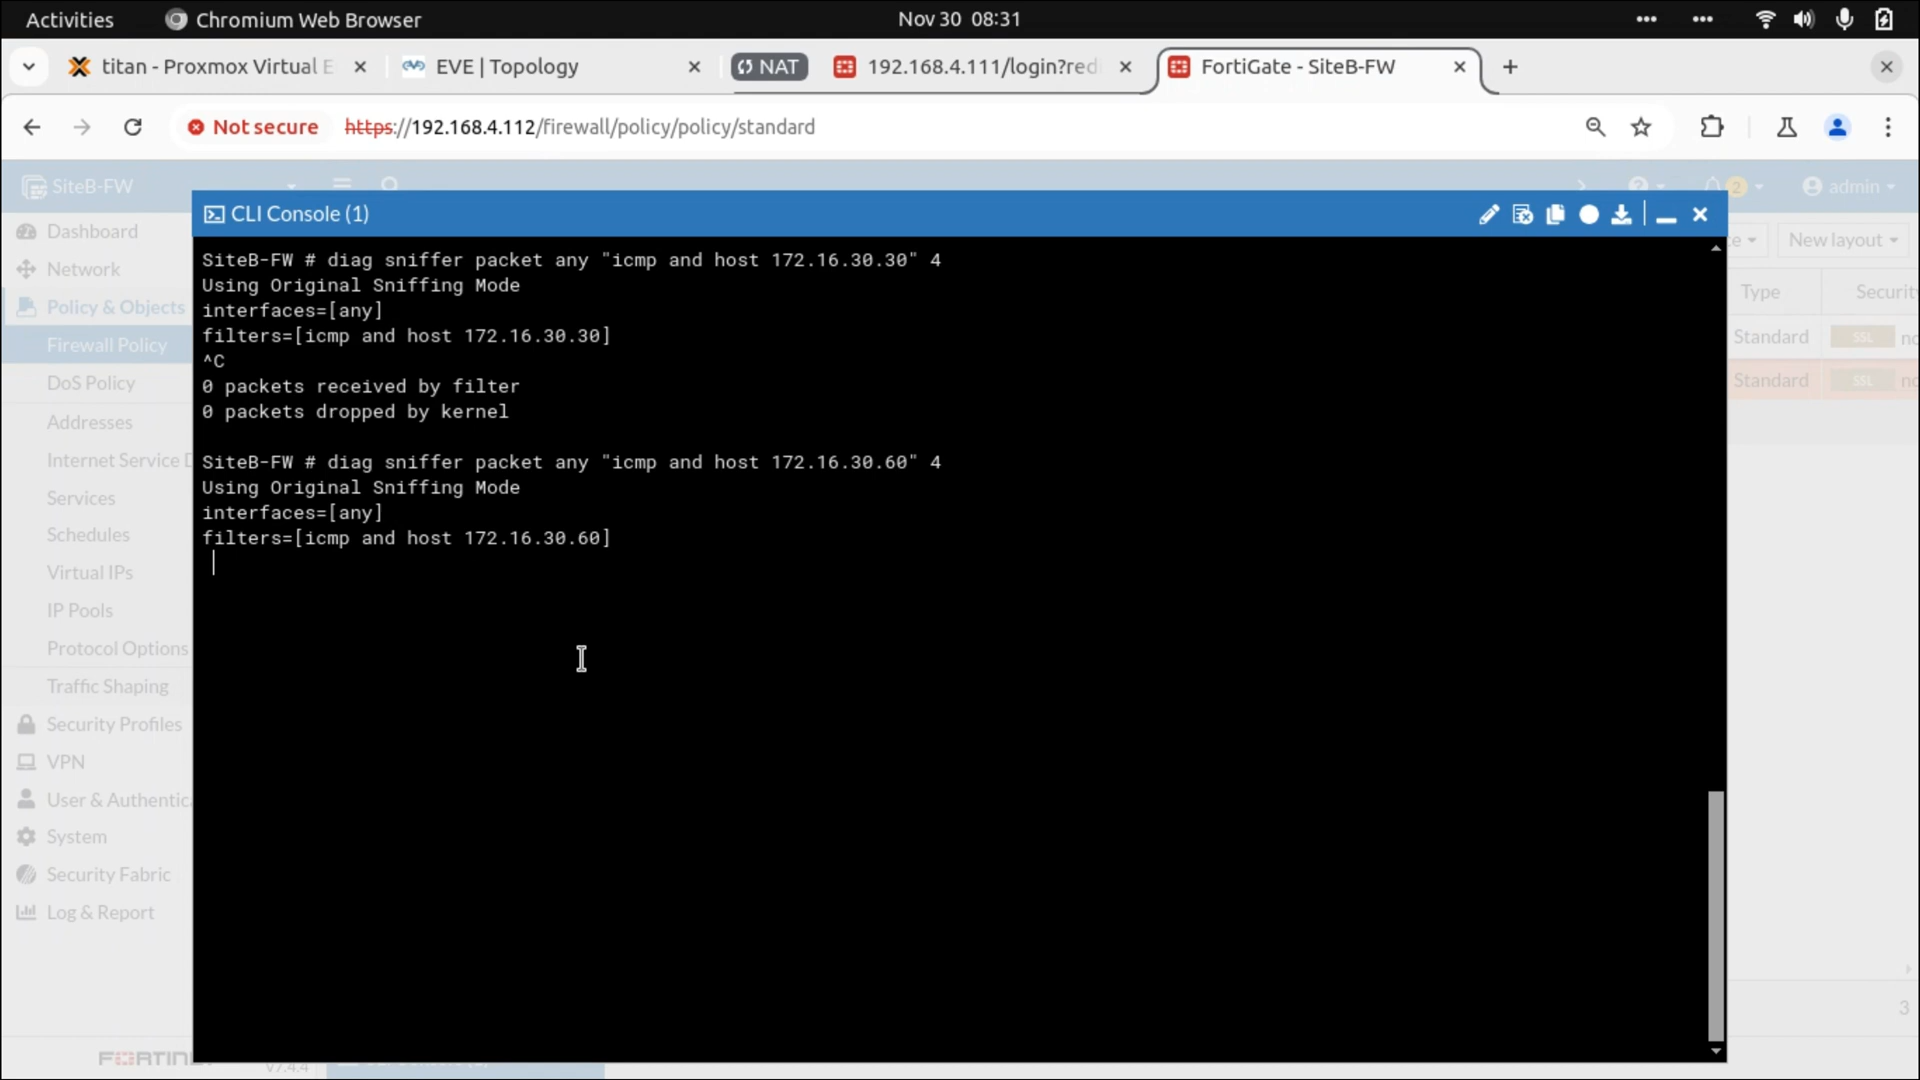 Activities
Chromium Web Browser
Nov 30 08:31
titan - Proxmox Virtual E
EVE | Topology
NAT
192.168.4.111/login?red
FortiGate - SiteB-FW
Not secure
https://192.168.4.112/firewall/policy/policy/standard
SiteB-FW
2
admin
CLI Console (1)
New layout
Type
Securit
Standard
SSL
no
Standard
SSL
no
3
Dashboard
Network
Policy & Objects
Firewall Policy
DoS Policy
Addresses
Internet Service D
Services
Schedules
Virtual IPs
IP Pools
Protocol Options
Traffic Shaping
Security Profiles
VPN
User & Authentic
System
Security Fabric
Log & Report
SiteB-FW # diag sniffer packet any "icmp and host 172.16.30.30" 4
Using Original Sniffing Mode
interfaces=[any]
filters=[icmp and host 172.16.30.30]
^C
0 packets received by filter
0 packets dropped by kernel
SiteB-FW # diag sniffer packet any "icmp and host 172.16.30.60" 4
Using Original Sniffing Mode
interfaces=[any]
filters=[icmp and host 172.16.30.60]
FORTIN
v7.4.4